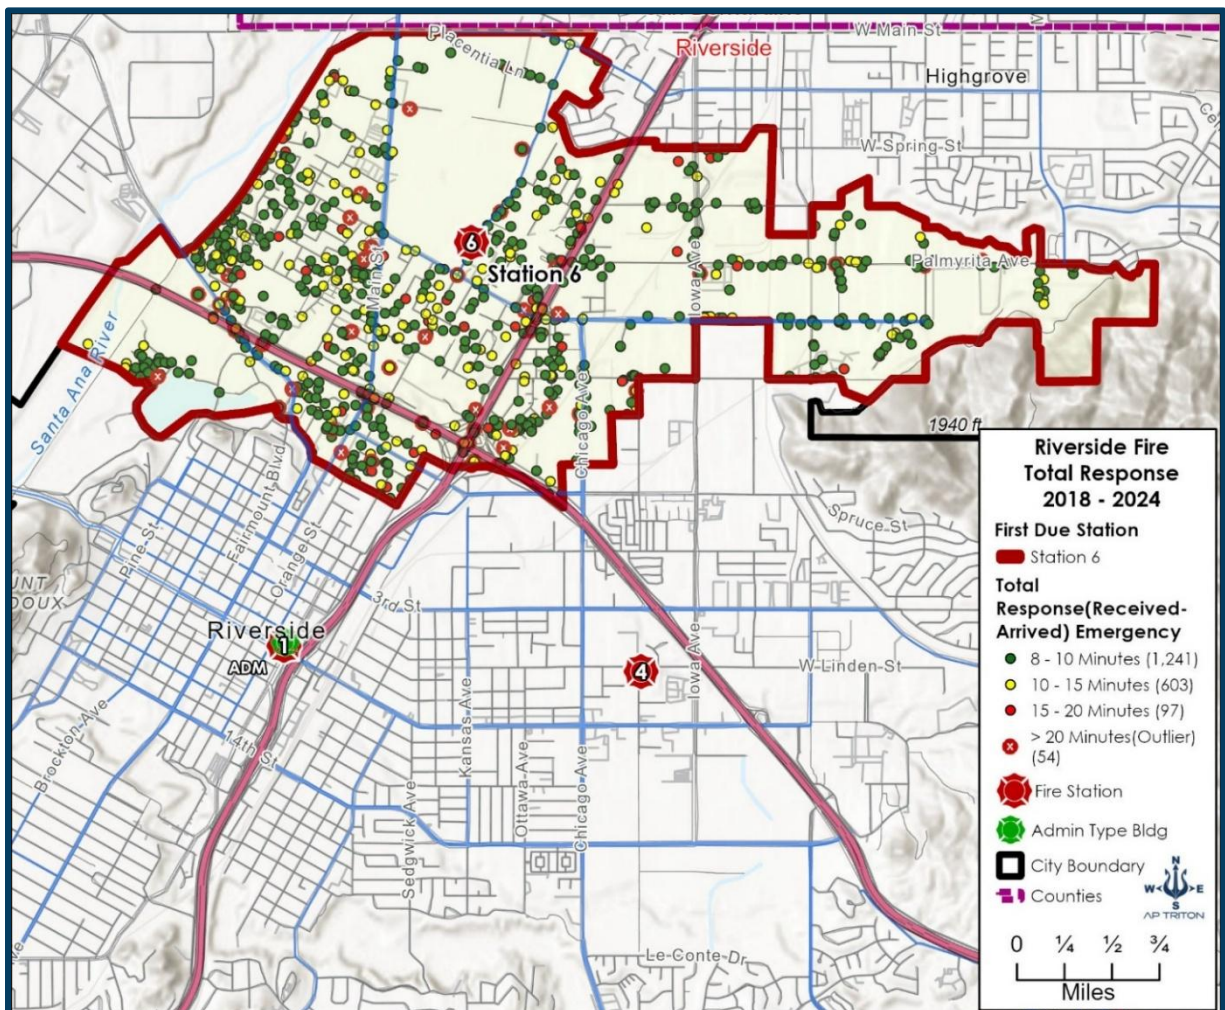 W Main St
Placentia Ln
Riverside
Highgrove
W Spring St
6
Station 6
Main St
Iowa Ave
Palmyrita Ave
Santa Ana River
Chicago Ave
1940 ft
Fairmount Blvd
Orange St
Pine St
Spruce St
3rd St
Riverside
1
ADM
4
W Linden St
Iowa Ave
Kansas Ave
Brockton Ave
14th St
Ottawa Ave
Chicago Ave
Sedgwick Ave
Le Conte Dr
Riverside Fire
Total Response
2018 - 2024
First Due Station
Station 6
Total
Response(Received-
Arrived) Emergency
8 - 10 Minutes (1,241)
10 - 15 Minutes (603)
15 - 20 Minutes (97)
> 20 Minutes(Outlier)
(54)
Fire Station
Admin Type Bldg
City Boundary
Counties
N
W E
S
AP TRITON
0 ¼ ½ ¾
Miles